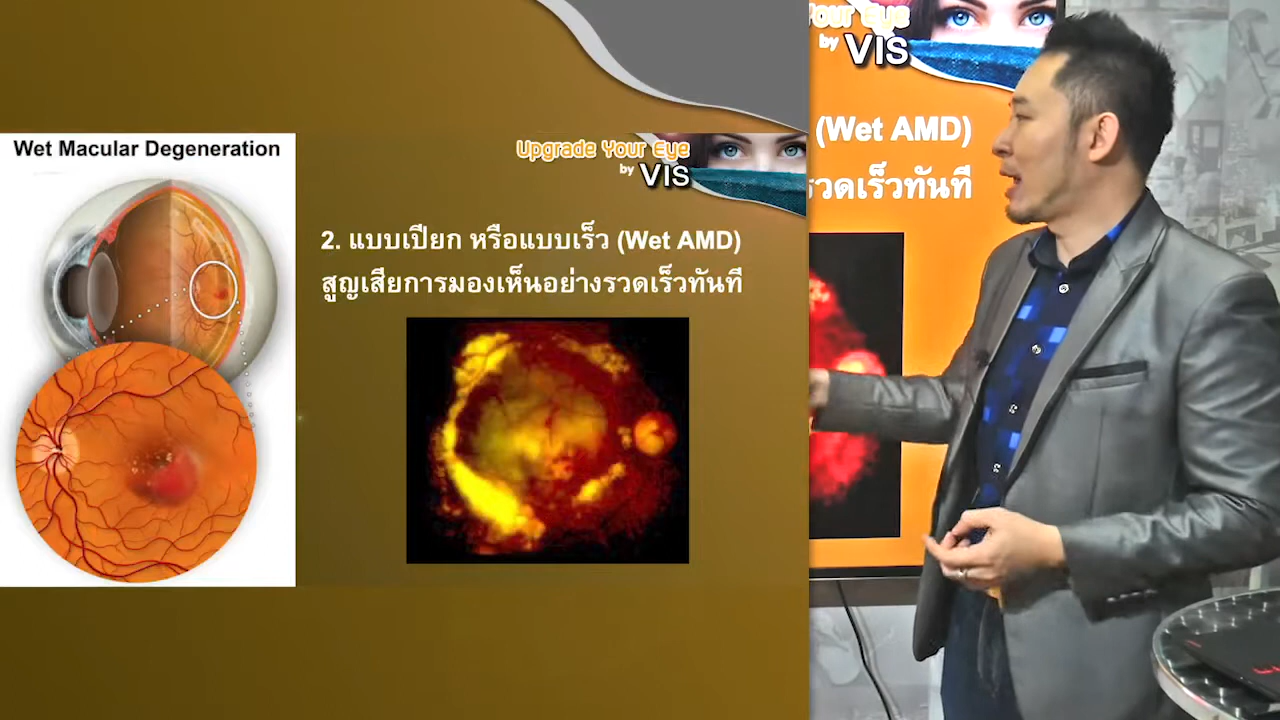 Wet Macular Degeneration
Upgrade Your Eye
by VIS
2. แบบเปียก หรือแบบเร็ว (Wet AMD)
สูญเสียการมองเห็นอย่างรวดเร็วทันที
Your Eye
by VIS
(Wet AMD)
รวดเร็วทันที